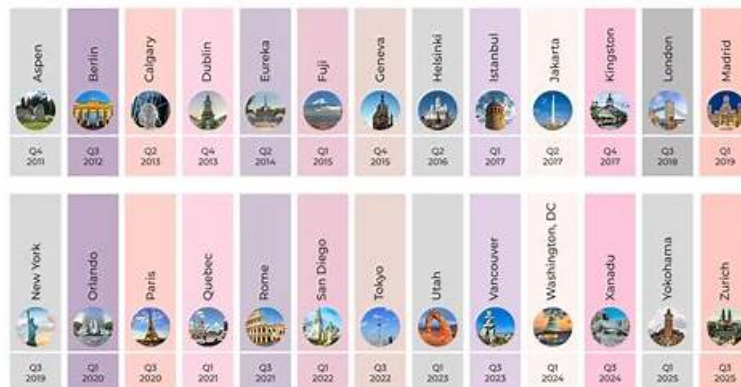 Aspen
Berlin
Calgary
Dublin
Eureka
Fuji
Geneva
Helsinki
Istanbul
Jakarta
Kingston
London
Madrid
Q4
2011
Q3
2012
Q2
2013
Q4
2013
Q2
2014
Q1
2015
Q4
2015
Q2
2016
Q1
2017
Q2
2017
Q4
2017
Q3
2018
Q1
2019
New York
Orlando
Paris
Quebec
Rome
San Diego
Tokyo
Utah
Vancouver
Washington, DC
Xanadu
Yokohama
Zurich
Q3
2019
Q1
2020
Q3
2020
Q1
2021
Q3
2021
Q1
2022
Q3
2022
Q1
2023
Q3
2023
Q1
2024
Q3
2024
Q1
2025
Q3
2025